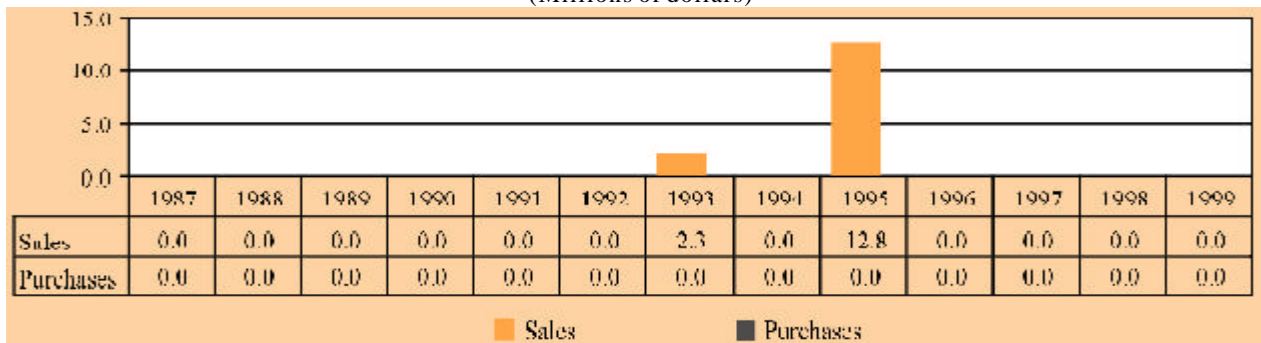 (Millions of dollars)
15.0
10.0
5.0
0.0
1987 1988 1989 1990 1991 1992 1993 1994 1995 1996 1997 1998 1999
Sales 0.0 0.0 0.0 0.0 0.0 0.0 2.3 0.0 12.8 0.0 0.0 0.0 0.0
Purchases 0.0 0.0 0.0 0.0 0.0 0.0 0.0 0.0 0.0 0.0 0.0 0.0 0.0
Sales Purchases